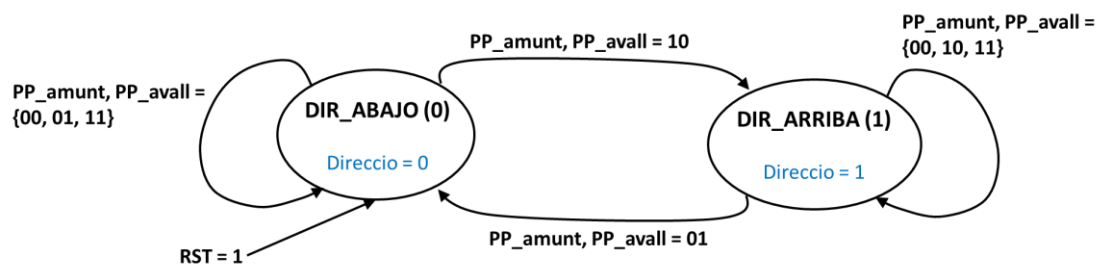 PP_amunt, PP_avall =
{00, 10, 11}
PP_amunt, PP_avall = 10
PP_amunt, PP_avall =
{00, 01, 11}
DIR_ABAJO (0)
DIR_ARRIBA (1)
Direccio = 0
Direccio = 1
PP_amunt, PP_avall = 01
RST = 1